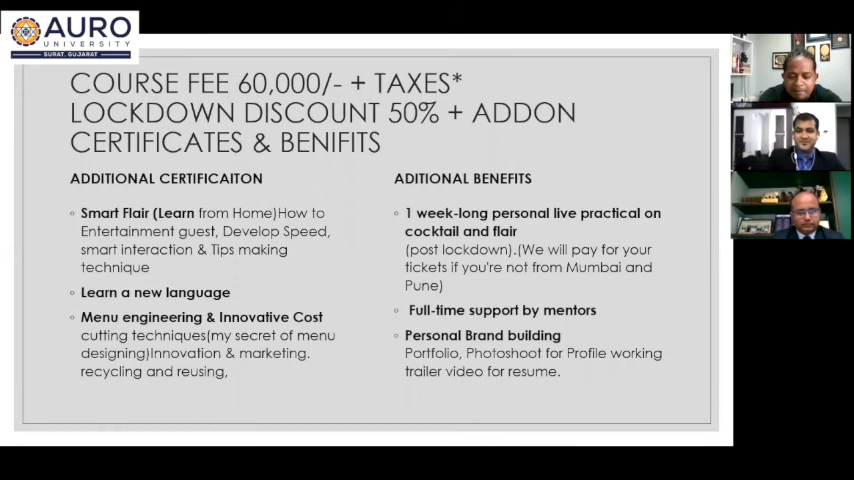 AURO
UNIVERSITY
SURAT, GUJARAT
COURSE FEE 60,000/- + TAXES*
LOCKDOWN DISCOUNT 50% + ADDON
CERTIFICATES & BENIFITS
ADDITIONAL CERTIFICAITON
Smart Flair (Learn from Home)How to
Entertainment guest, Develop Speed,
smart interaction & Tips making
technique
Learn a new language
Menu engineering & Innovative Cost
cutting techniques(my secret of menu
designing)Innovation & marketing.
recycling and reusing,
ADITIONAL BENEFITS
1 week-long personal live practical on
cocktail and flair
(post lockdown).(We will pay for your
tickets if you're not from Mumbai and
Pune)
Full-time support by mentors
Personal Brand building
Portfolio, Photoshoot for Profile working
trailer video for resume.